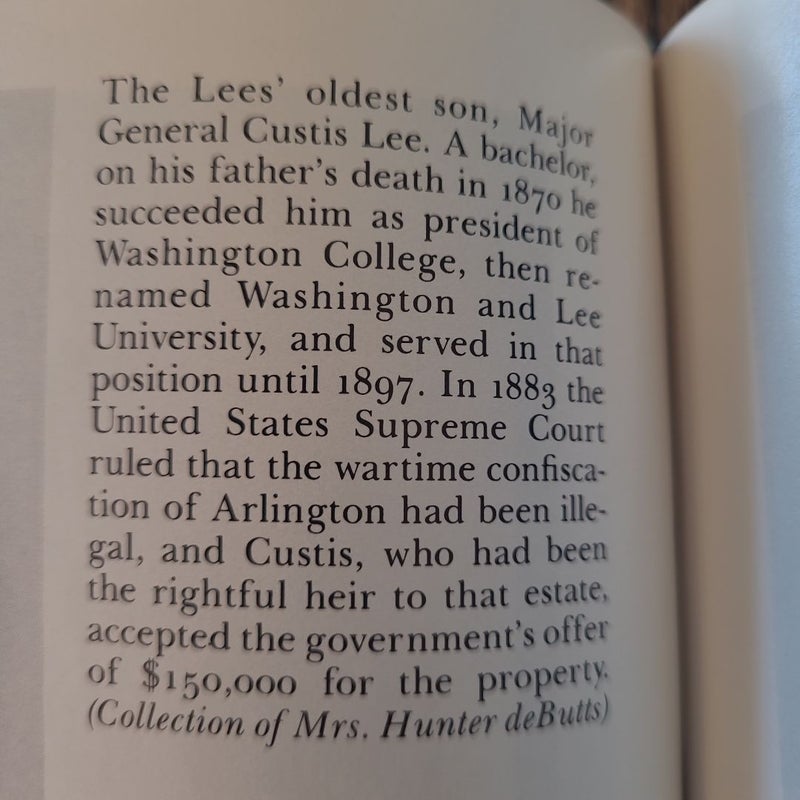 The Lees’ oldest son, Major
General Custis Lee. A bachelor,
on his father’s death in 1870 he
succeeded him as president of
Washington College, then re-
named Washington and Lee
University, and served in that
position until 1897. In 1883 the
United States Supreme Court
ruled that the wartime confisca-
tion of Arlington had been ille-
gal, and Custis, who had been
the rightful heir to that estate,
accepted the government’s offer
of $150,000 for the property.
(Collection of Mrs. Hunter deButts)